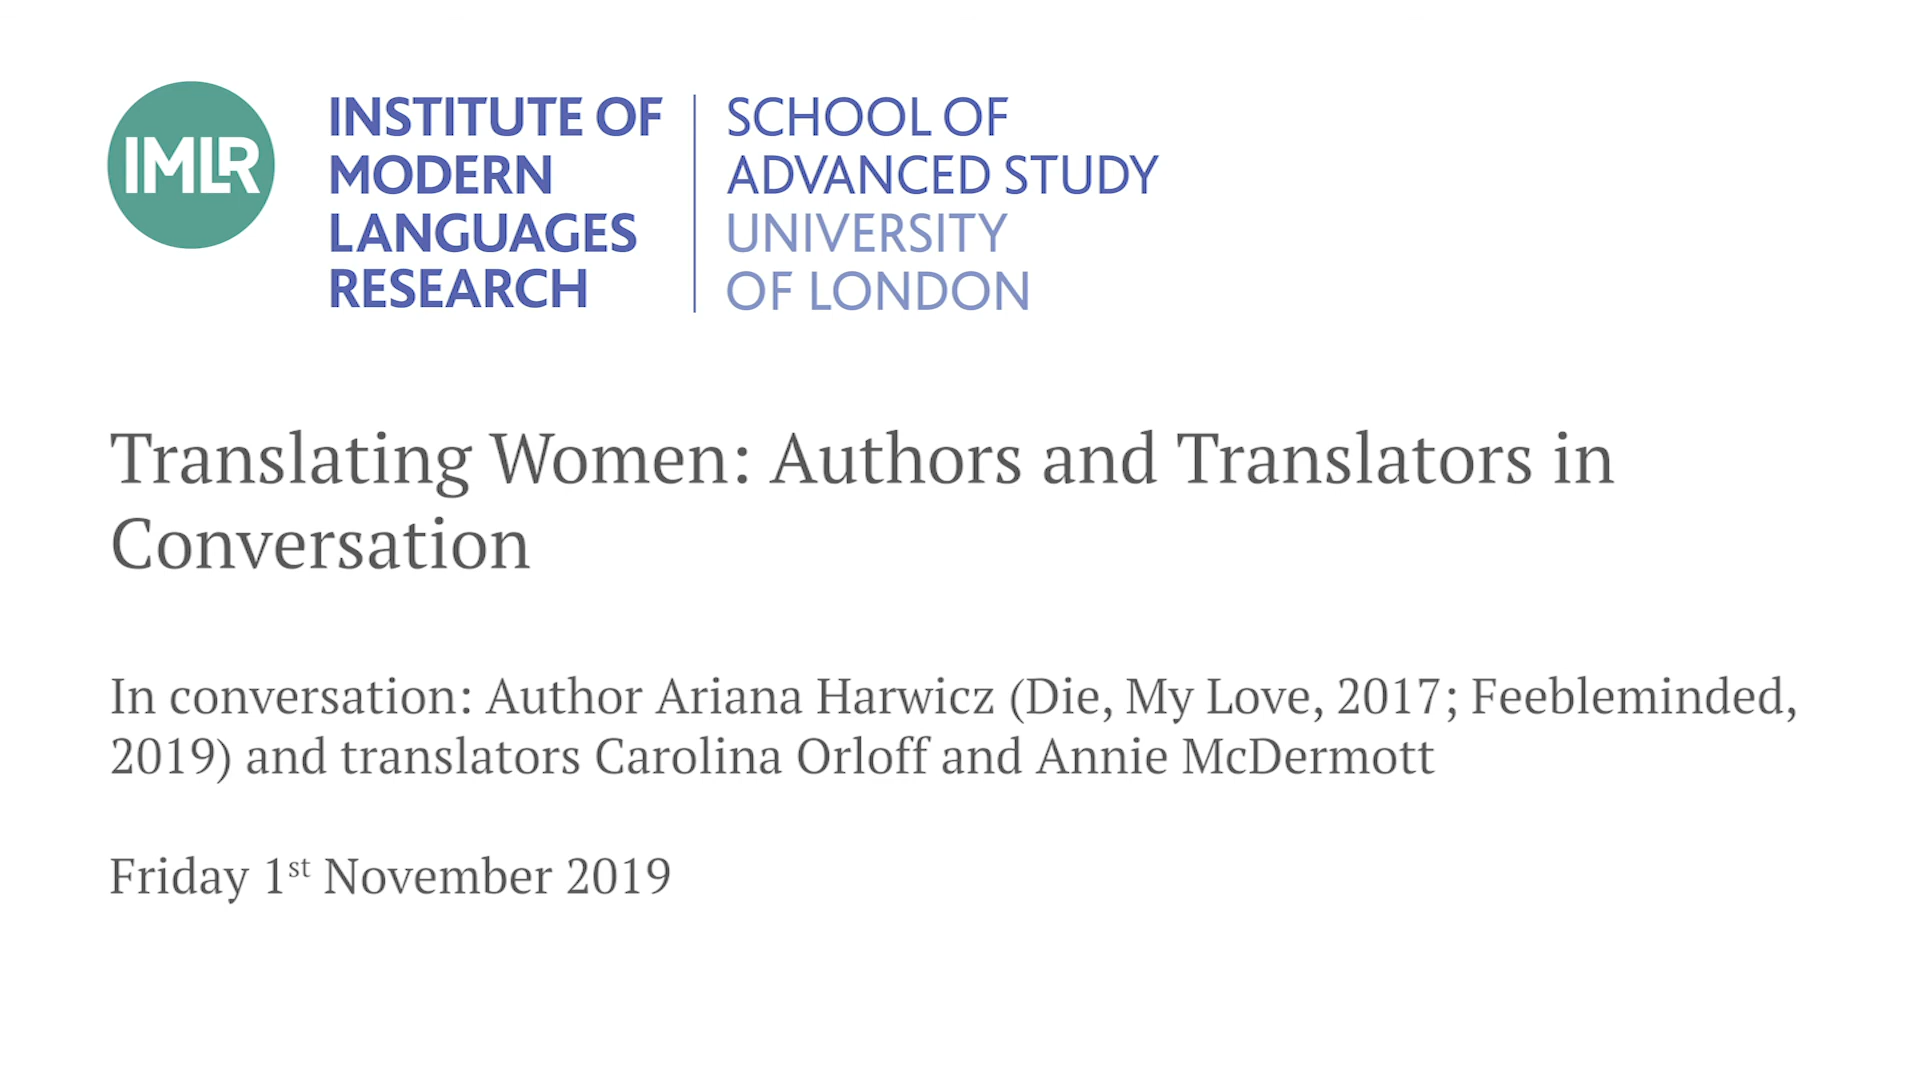 IMLR
INSTITUTE OF
MODERN
LANGUAGES
RESEARCH
SCHOOL OF
ADVANCED STUDY
UNIVERSITY
OF LONDON
Translating Women: Authors and Translators in
Conversation
In conversation: Author Ariana Harwicz (Die, My Love, 2017; Feebleminded,
2019) and translators Carolina Orloff and Annie McDermott
Friday 1st November 2019